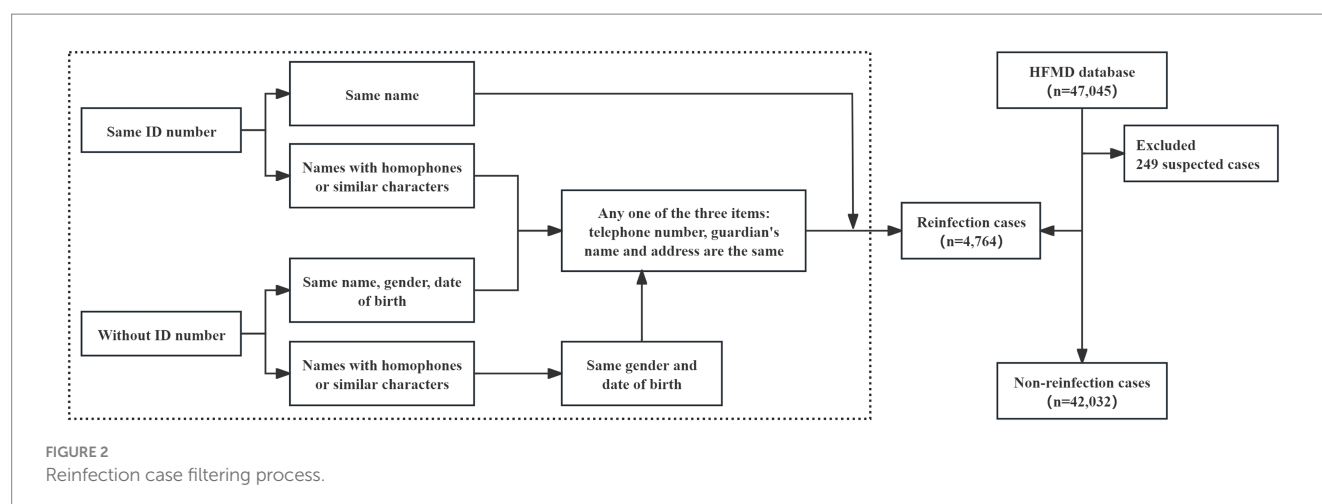 Same ID number
Same name
Names with homophones
or similar characters
Without ID number
Same name, gender, date
of birth
Names with homophones
or similar characters
Same gender and
date of birth
Any one of the three items:
telephone number, guardian's
name and address are the same
Reinfection cases
(n=4,764)
HFMD database
(n=47,045)
Excluded
249 suspected cases
Non-reinfection cases
(n=42,032)
FIGURE 2
Reinfection case filtering process.